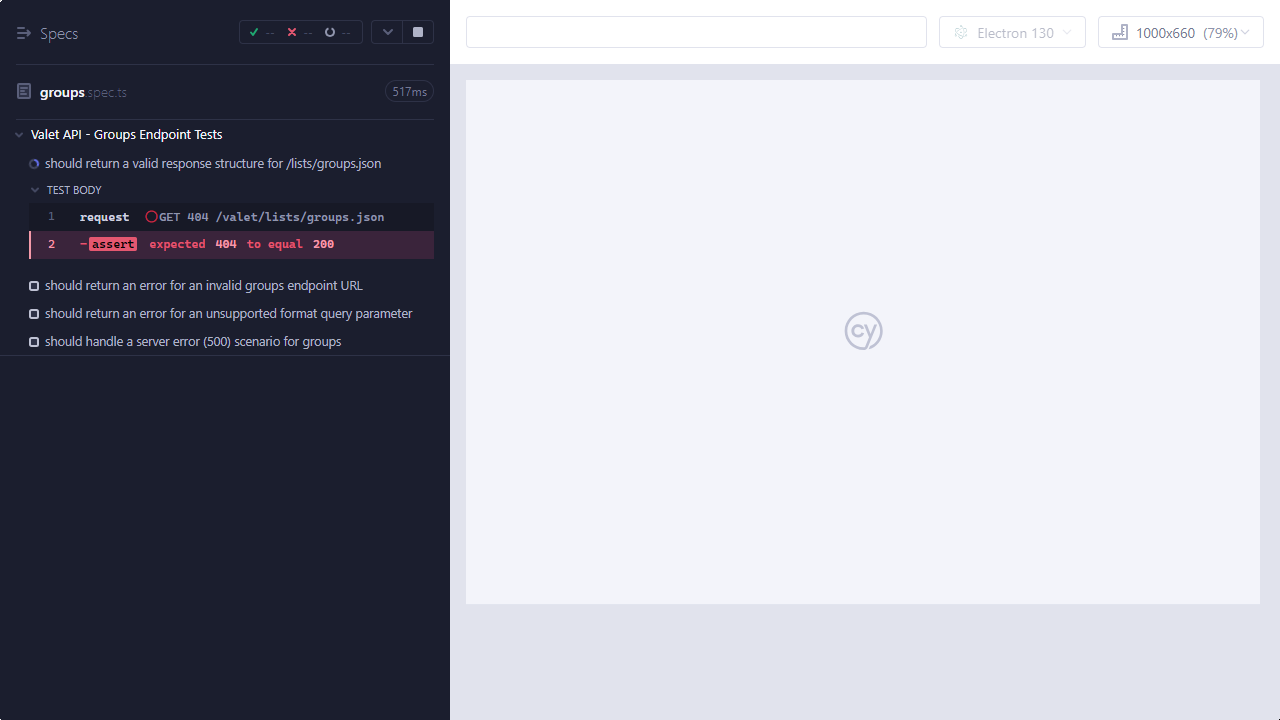 Specs
--
--
--
Electron 130
1000x660 (79%)
groups.spec.ts
517ms
Valet API - Groups Endpoint Tests
should return a valid response structure for /lists/groups.json
TEST BODY
1 request GET 404 /valet/lists/groups.json
2 -assert expected 404 to equal 200
should return an error for an invalid groups endpoint URL
should return an error for an unsupported format query parameter
should handle a server error (500) scenario for groups
cy